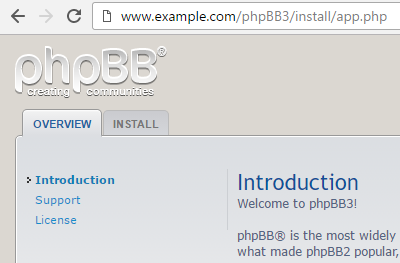 www.example.com/phpBB3/install/app.php
phpBB®
creating communities
OVERVIEW INSTALL
Introduction
Support
License
Introduction
Welcome to phpBB3!
phpBB® is the most widely
what made phpBB2 popular,